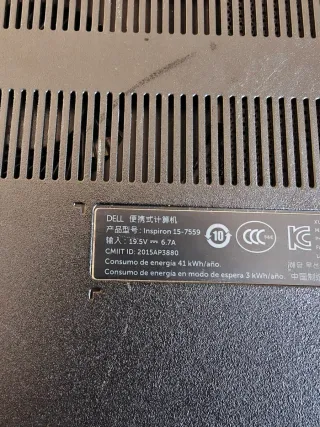 DELL 便携式计算机
产品型号: Inspiron 15-7559
输入: 19.5V⎓ 6.7A
CMIIT ID: 2015AP3880
Consumo de energía 41 kWh/año.
Consumo de energía en modo de espera 3 kWh/año.
10
CCC